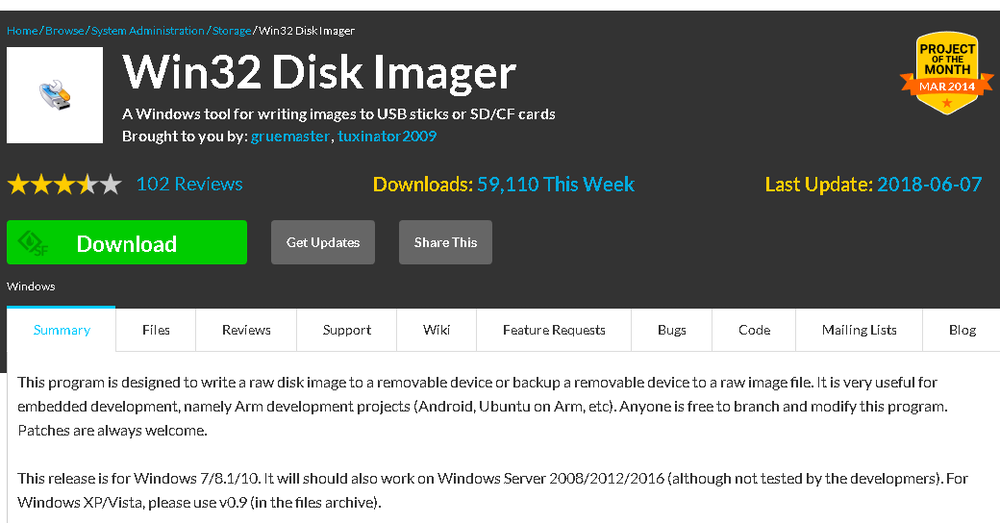 Home / Browse / System Administration / Storage / Win32 Disk Imager
Win32 Disk Imager
PROJECT
OF THE
MONTH
MAR 2014
A Windows tool for writing images to USB sticks or SD/CF cards
Brought to you by: gruemaster, tuxinator2009
102 Reviews
Downloads: 59,110 This Week
Last Update: 2018-06-07
SF
Download
Get Updates
Share This
Windows
Summary
Files
Reviews
Support
Wiki
Feature Requests
Bugs
Code
Mailing Lists
Blog
This program is designed to write a raw disk image to a removable device or backup a removable device to a raw image file. It is very useful for
embedded development, namely Arm development projects (Android, Ubuntu on Arm, etc). Anyone is free to branch and modify this program.
Patches are always welcome.
This release is for Windows 7/8.1/10. It will should also work on Windows Server 2008/2012/2016 (although not tested by the developmers). For
Windows XP/Vista, please use v0.9 (in the files archive).